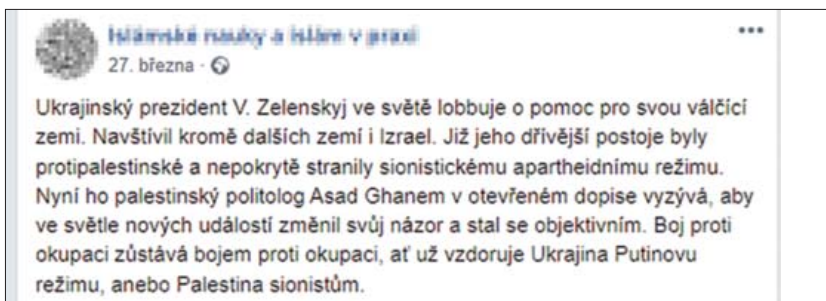 27. března
Ukrajinský prezident V. Zelenskyj ve světě lobbuje o pomoc pro svou válčící
zemi. Navštívil kromě dalších zemí i Izrael. Již jeho dřívější postoje byly
protipalestinské a nepokrytě stranily sionistickému apartheidnímu režimu.
Nyní ho palestinský politolog Asad Ghanem v otevřeném dopise vyzývá, aby
ve světle nových událostí změnil svůj názor a stal se objektivním. Boj proti
okupaci zůstává bojem proti okupaci, ať už vzdoruje Ukrajina Putinovu
režimu, anebo Palestina sionistům.